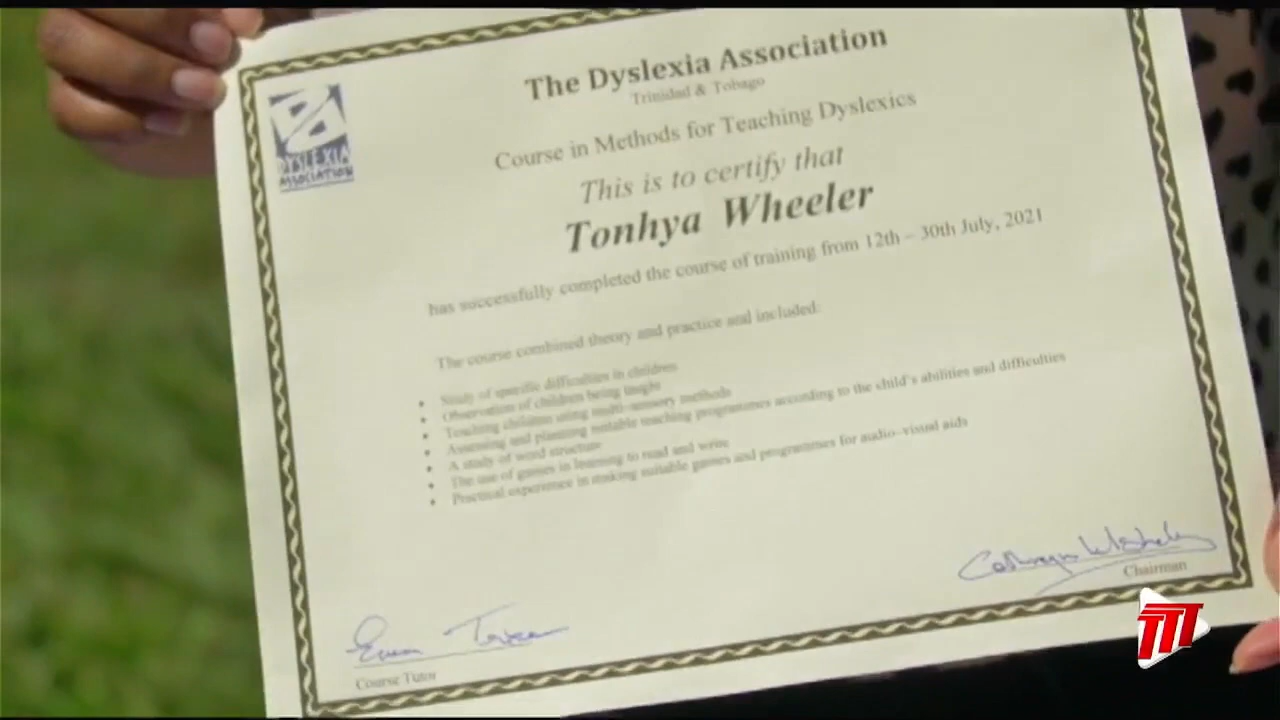 The Dyslexia Association
Trinidad & Tobago
DYSLEXIA
ASSOCIATION
Course in Methods for Teaching Dyslexics
This is to certify that
Tonhya Wheeler
has successfully completed the course of training from 12th – 30th July, 2021
The course combined theory and practice and included:
• Study of specific difficulties in children
• Observation of children being taught
• Teaching children using multi-sensory methods
• Assessing and planning suitable teaching programmes according to the child's abilities and difficulties
• A study of word structure
• The use of games in learning to read and write
• Practical experience in making suitable games and programmes for audio–visual aids
Chairman
Course Tutor
TTT